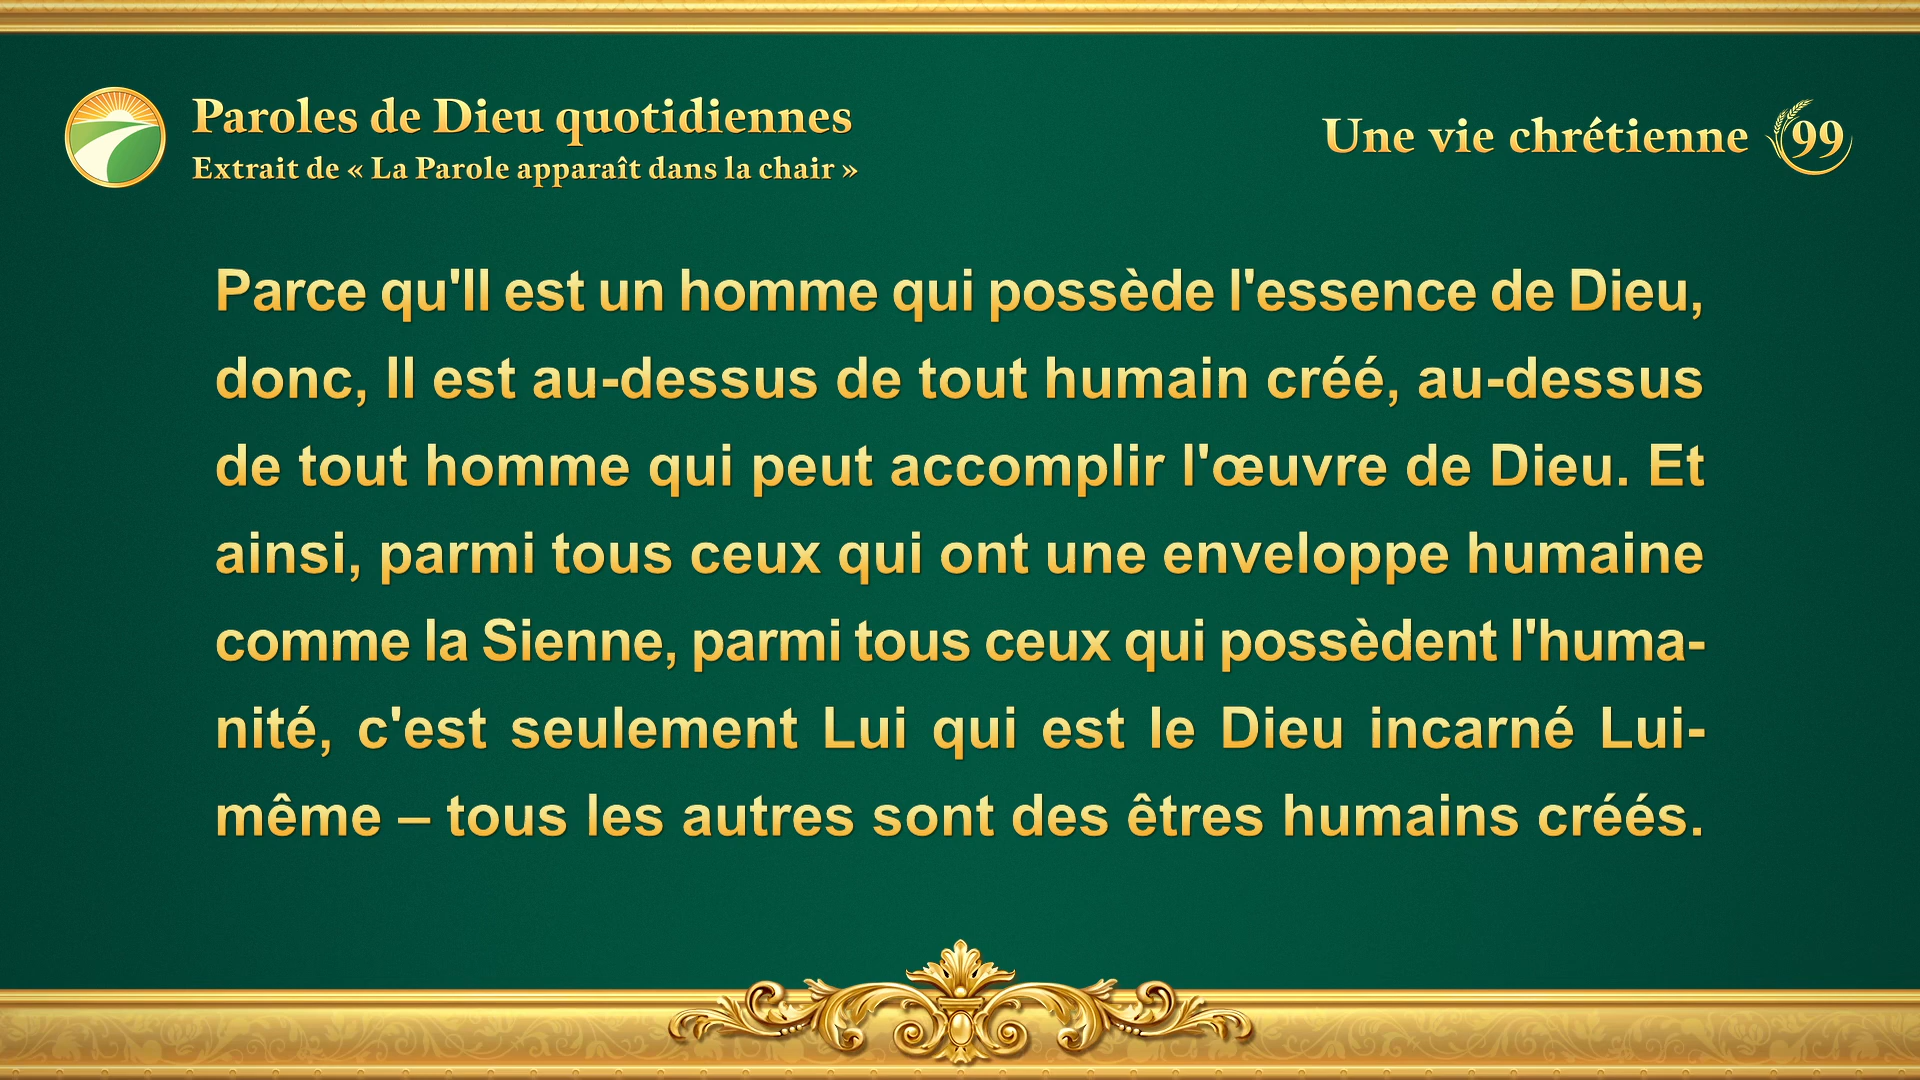 Paroles de Dieu quotidiennes
Extrait de « La Parole apparaît dans la chair »
Une vie chrétienne 99
Parce qu'Il est un homme qui possède l'essence de Dieu,
donc, Il est au-dessus de tout humain créé, au-dessus
de tout homme qui peut accomplir l'œuvre de Dieu. Et
ainsi, parmi tous ceux qui ont une enveloppe humaine
comme la Sienne, parmi tous ceux qui possèdent l'huma-
nité, c'est seulement Lui qui est le Dieu incarné Lui-
même – tous les autres sont des êtres humains créés.